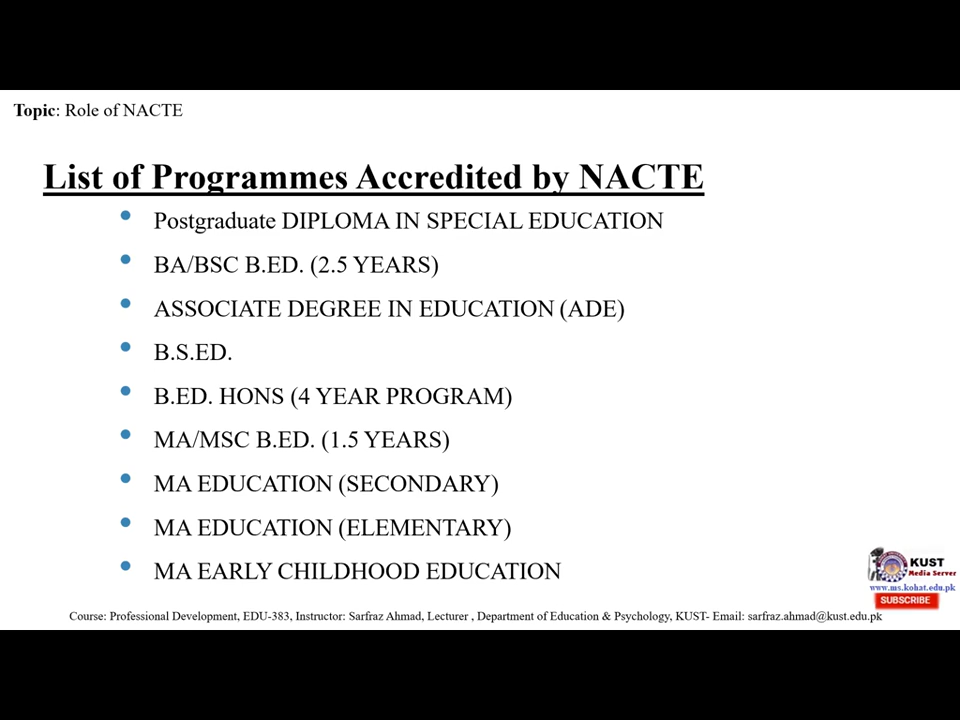 Topic: Role of NACTE
List of Programmes Accredited by NACTE
• Postgraduate DIPLOMA IN SPECIAL EDUCATION
• BA/BSC B.ED. (2.5 YEARS)
• ASSOCIATE DEGREE IN EDUCATION (ADE)
• B.S.ED.
• B.ED. HONS (4 YEAR PROGRAM)
• MA/MSC B.ED. (1.5 YEARS)
• MA EDUCATION (SECONDARY)
• MA EDUCATION (ELEMENTARY)
• MA EARLY CHILDHOOD EDUCATION
KUST
Media Server
www.ms.kohat.edu.pk
SUBSCRIBE
Course: Professional Development, EDU-383, Instructor: Sarfraz Ahmad, Lecturer , Department of Education & Psychology, KUST- Email: sarfraz.ahmad@kust.edu.pk